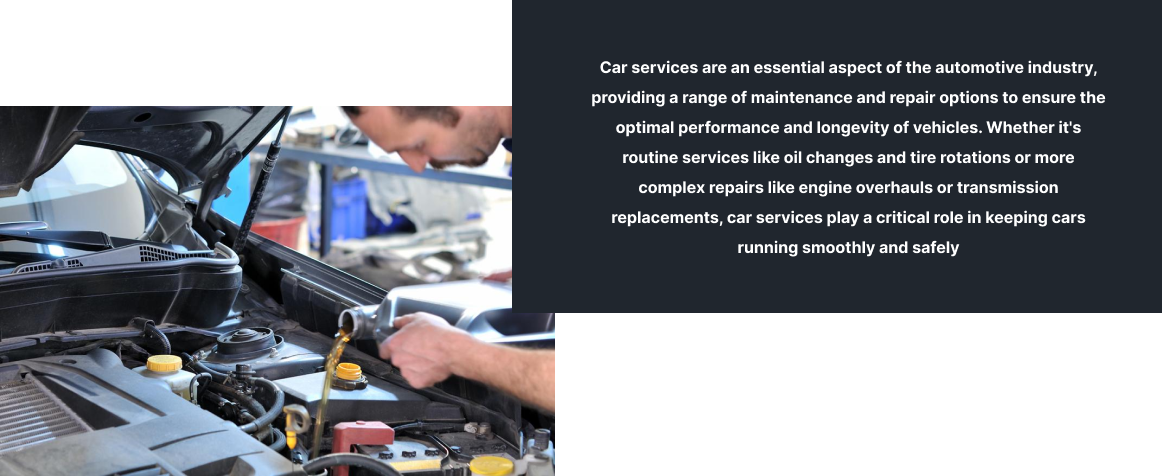 Car services are an essential aspect of the automotive industry,
providing a range of maintenance and repair options to ensure the
optimal performance and longevity of vehicles. Whether it's
routine services like oil changes and tire rotations or more
complex repairs like engine overhauls or transmission
replacements, car services play a critical role in keeping cars
running smoothly and safely